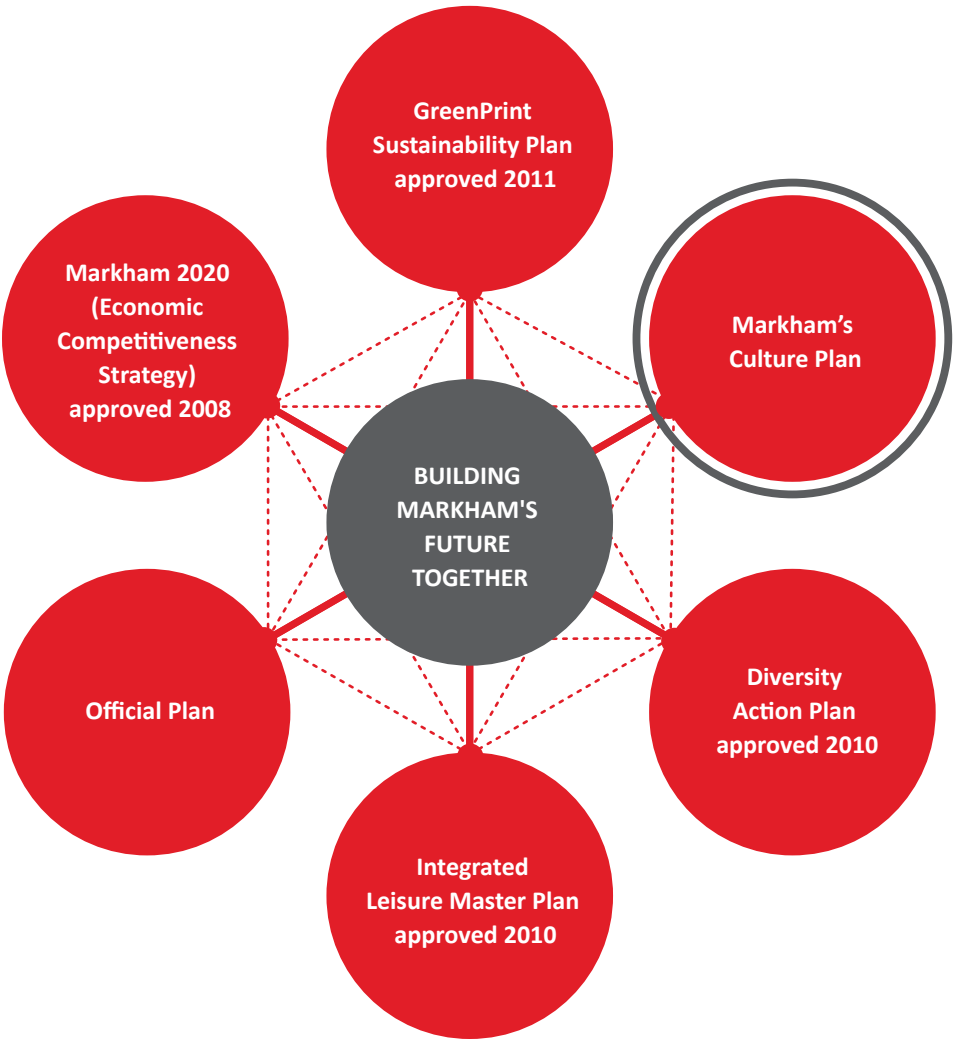 GreenPrint
Sustainability Plan
approved 2011
Markham 2020
(Economic
Competitiveness
Strategy)
approved 2008
Markham’s
Culture Plan
BUILDING
MARKHAM'S
FUTURE
TOGETHER
Official Plan
Diversity
Action Plan
approved 2010
Integrated
Leisure Master Plan
approved 2010